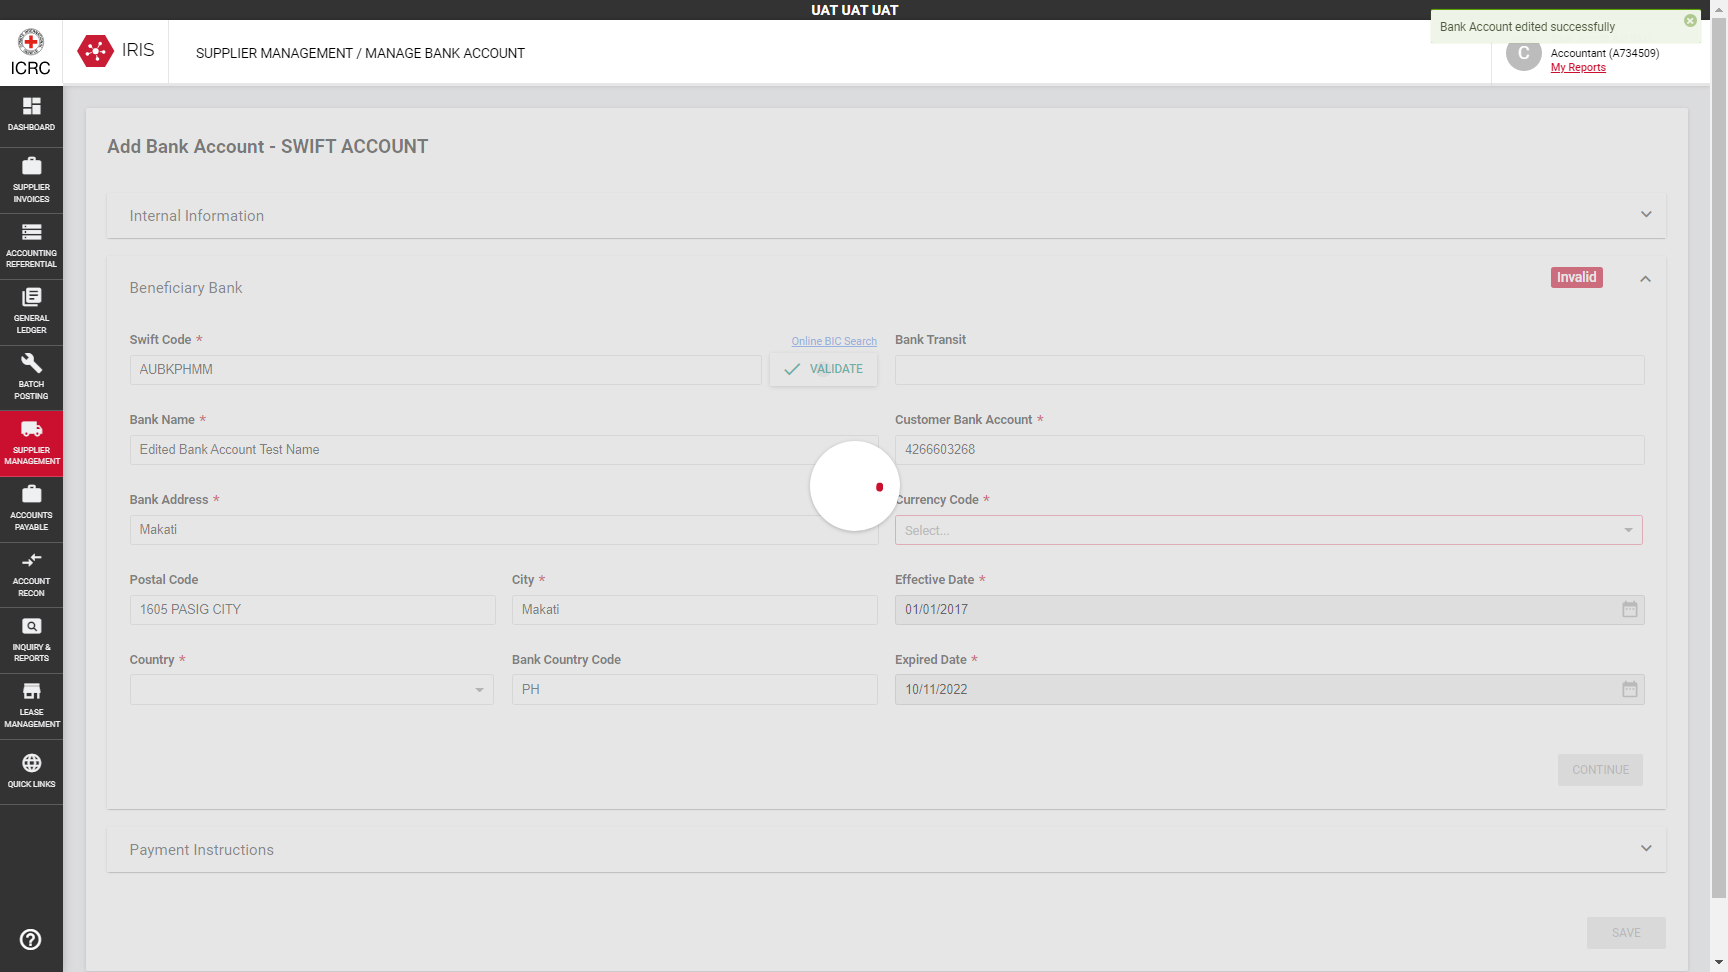 UAT UAT UAT
Bank Account edited successfully
ICRC
IRIS
SUPPLIER MANAGEMENT / MANAGE BANK ACCOUNT
C
Accountant (A734509)
My Reports
DASHBOARD
SUPPLIER
INVOICES
ACCOUNTING
REFERENTIAL
GENERAL
LEDGER
BATCH
POSTING
SUPPLIER
MANAGEMENT
ACCOUNTS
PAYABLE
ACCOUNT
RECON
INQUIRY &
REPORTS
LEASE
MANAGEMENT
QUICK LINKS
Add Bank Account - SWIFT ACCOUNT
Internal Information
Beneficiary Bank
Invalid
Swift Code *
Online BIC Search
Bank Transit
AUBKPHMM
VALIDATE
Bank Name *
Customer Bank Account *
Edited Bank Account Test Name
4266603268
Bank Address *
Currency Code *
Makati
Select...
Postal Code
City *
Effective Date *
1605 PASIG CITY
Makati
01/01/2017
Country *
Bank Country Code
Expired Date *
PH
10/11/2022
CONTINUE
Payment Instructions
SAVE